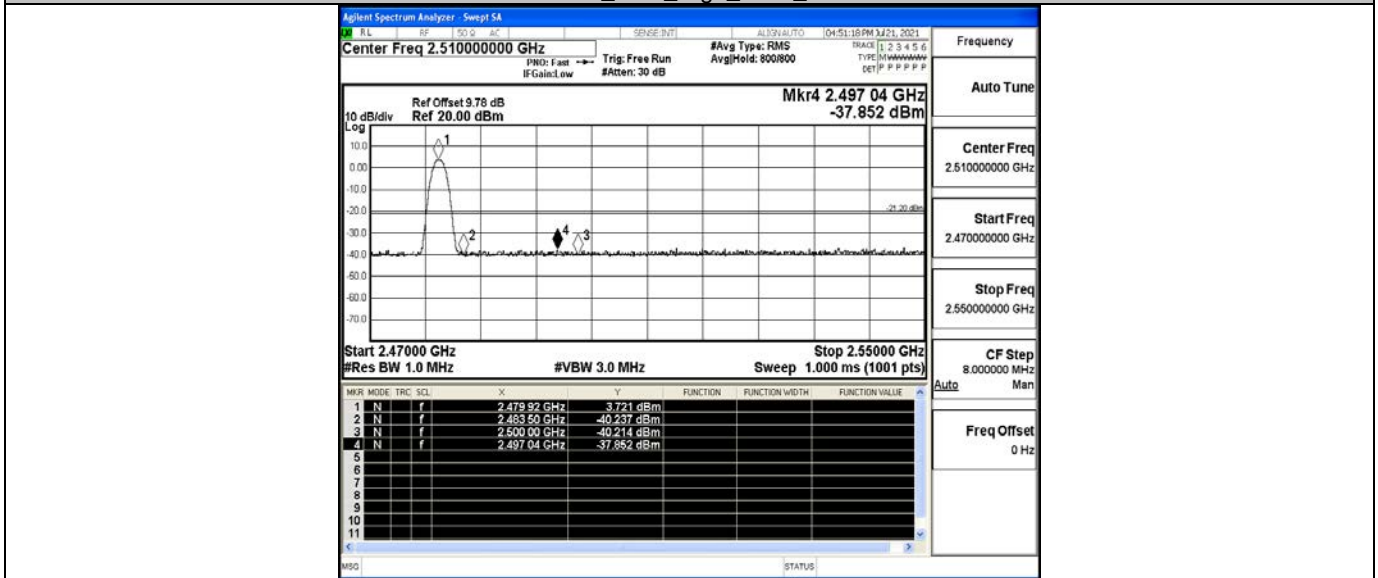 Agilent Spectrum Analyzer - Swept SA
RL RF 50 Ω AC SENSE:INT ALIGN AUTO 04:51:18 PM Jul 21, 2021
Center Freq 2.510000000 GHz
PNO: Fast Trig: Free Run
IFGain:Low #Atten: 30 dB
#Avg Type: RMS
Avg|Hold: 800/800
TRACE 1 2 3 4 5 6
TYPE MWWWWW
DET P P P P P P
Frequency
Mkr4 2.497 04 GHz
-37.852 dBm
Ref Offset 9.78 dB
10 dB/div Ref 20.00 dBm
Log
10.0
0.00
-10.0
-20.0
-30.0
-40.0
-50.0
-60.0
-70.0
1
2
4
3
-21.20 dBm
Start 2.47000 GHz Stop 2.55000 GHz
#Res BW 1.0 MHz #VBW 3.0 MHz Sweep 1.000 ms (1001 pts)
MKR MODE TRC SCL X Y FUNCTION FUNCTION WIDTH FUNCTION VALUE
1 N f 2.479 92 GHz 3.721 dBm
2 N f 2.483 50 GHz -40.237 dBm
3 N f 2.500 00 GHz -40.214 dBm
4 N f 2.497 04 GHz -37.852 dBm
5
6
7
8
9
10
11
MSG STATUS
Auto Tune
Center Freq
2.510000000 GHz
Start Freq
2.470000000 GHz
Stop Freq
2.550000000 GHz
CF Step
8.000000 MHz
Auto Man
Freq Offset
0 Hz